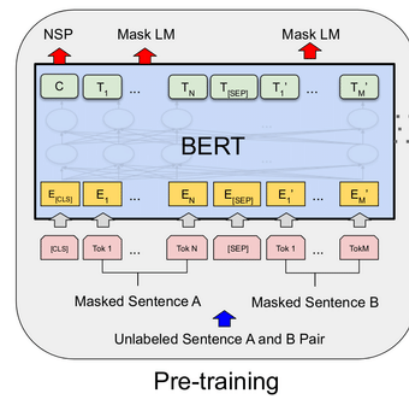 NSP Mask LM Mask LM
C T1 ... TN T[SEP] T1' ... TM'
...
BERT
E[CLS] E1 ... EN E[SEP] E1' ... EM'
[CLS] Tok 1 ... Tok N [SEP] Tok 1 ... TokM
Masked Sentence A Masked Sentence B
Unlabeled Sentence A and B Pair
Pre-training